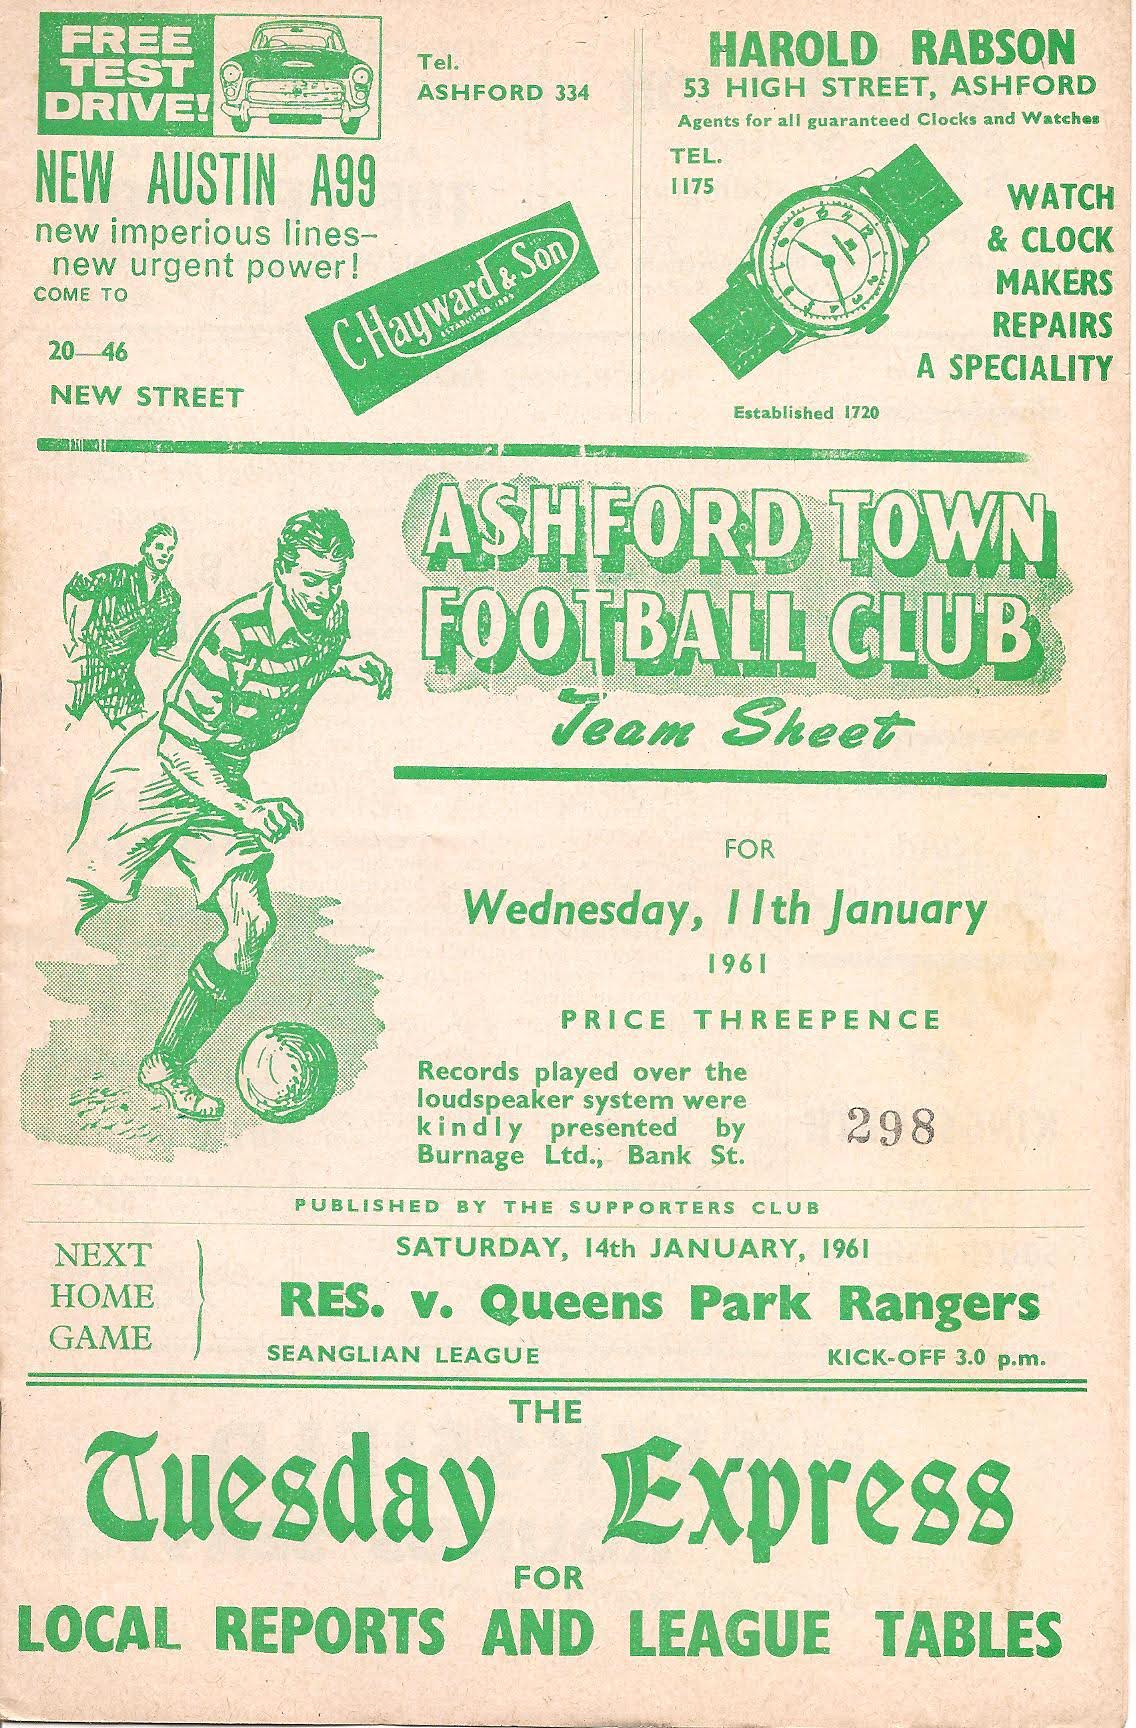 FREE
TEST
DRIVE!
NEW AUSTIN A99
new imperious lines-
new urgent power!
COME TO
20—46
NEW STREET
Tel.
ASHFORD 334
C. Hayward & Son
ESTABLISHED
HAROLD RABSON
53 HIGH STREET, ASHFORD
Agents for all guaranteed Clocks and Watches
TEL.
1175
WATCH
& CLOCK
MAKERS
REPAIRS
A SPECIALITY
Established 1720
ASHFORD TOWN
FOOTBALL CLUB
Team Sheet
FOR
Wednesday, 11th January
1961
PRICE THREEPENCE
Records played over the
loudspeaker system were
kindly presented by
Burnage Ltd., Bank St.
298
PUBLISHED BY THE SUPPORTERS CLUB
NEXT
HOME
GAME
SATURDAY, 14th JANUARY, 1961
RES. v. Queens Park Rangers
SEANGLIAN LEAGUE KICK-OFF 3.0 p.m.
THE
Tuesday Express
FOR
LOCAL REPORTS AND LEAGUE TABLES